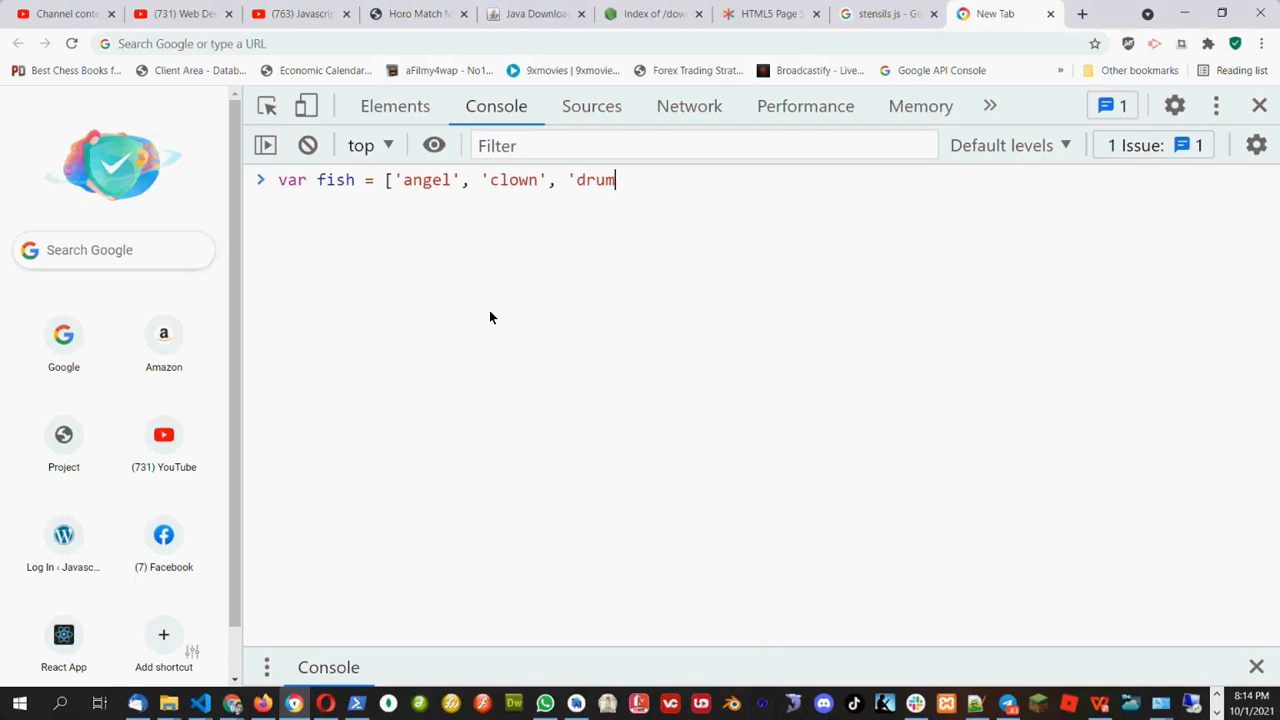 Channel conte
(731) Web Dev
(763) Javascrip
Horo Match M
Java Downloa
Index of /dow
HTML5 Page S
stensils js - Go
New Tab
Search Google or type a URL
Best Chess Books f...
Client Area - Datab...
Economic Calendar...
aFilmy4wap - No1...
9xmovies | 9xmovie...
Forex Trading Strat...
Broadcastify - Live...
Google API Console
»
Other bookmarks
Reading list
Elements
Console
Sources
Network
Performance
Memory
»
1
top
Filter
Default levels
1 Issue:
1
> var fish = ['angel', 'clown', 'drum
Search Google
Google
Amazon
Project
(731) YouTube
Log In ‹ Javasc...
(7) Facebook
React App
Add shortcut
Console
8:14 PM
10/1/2021